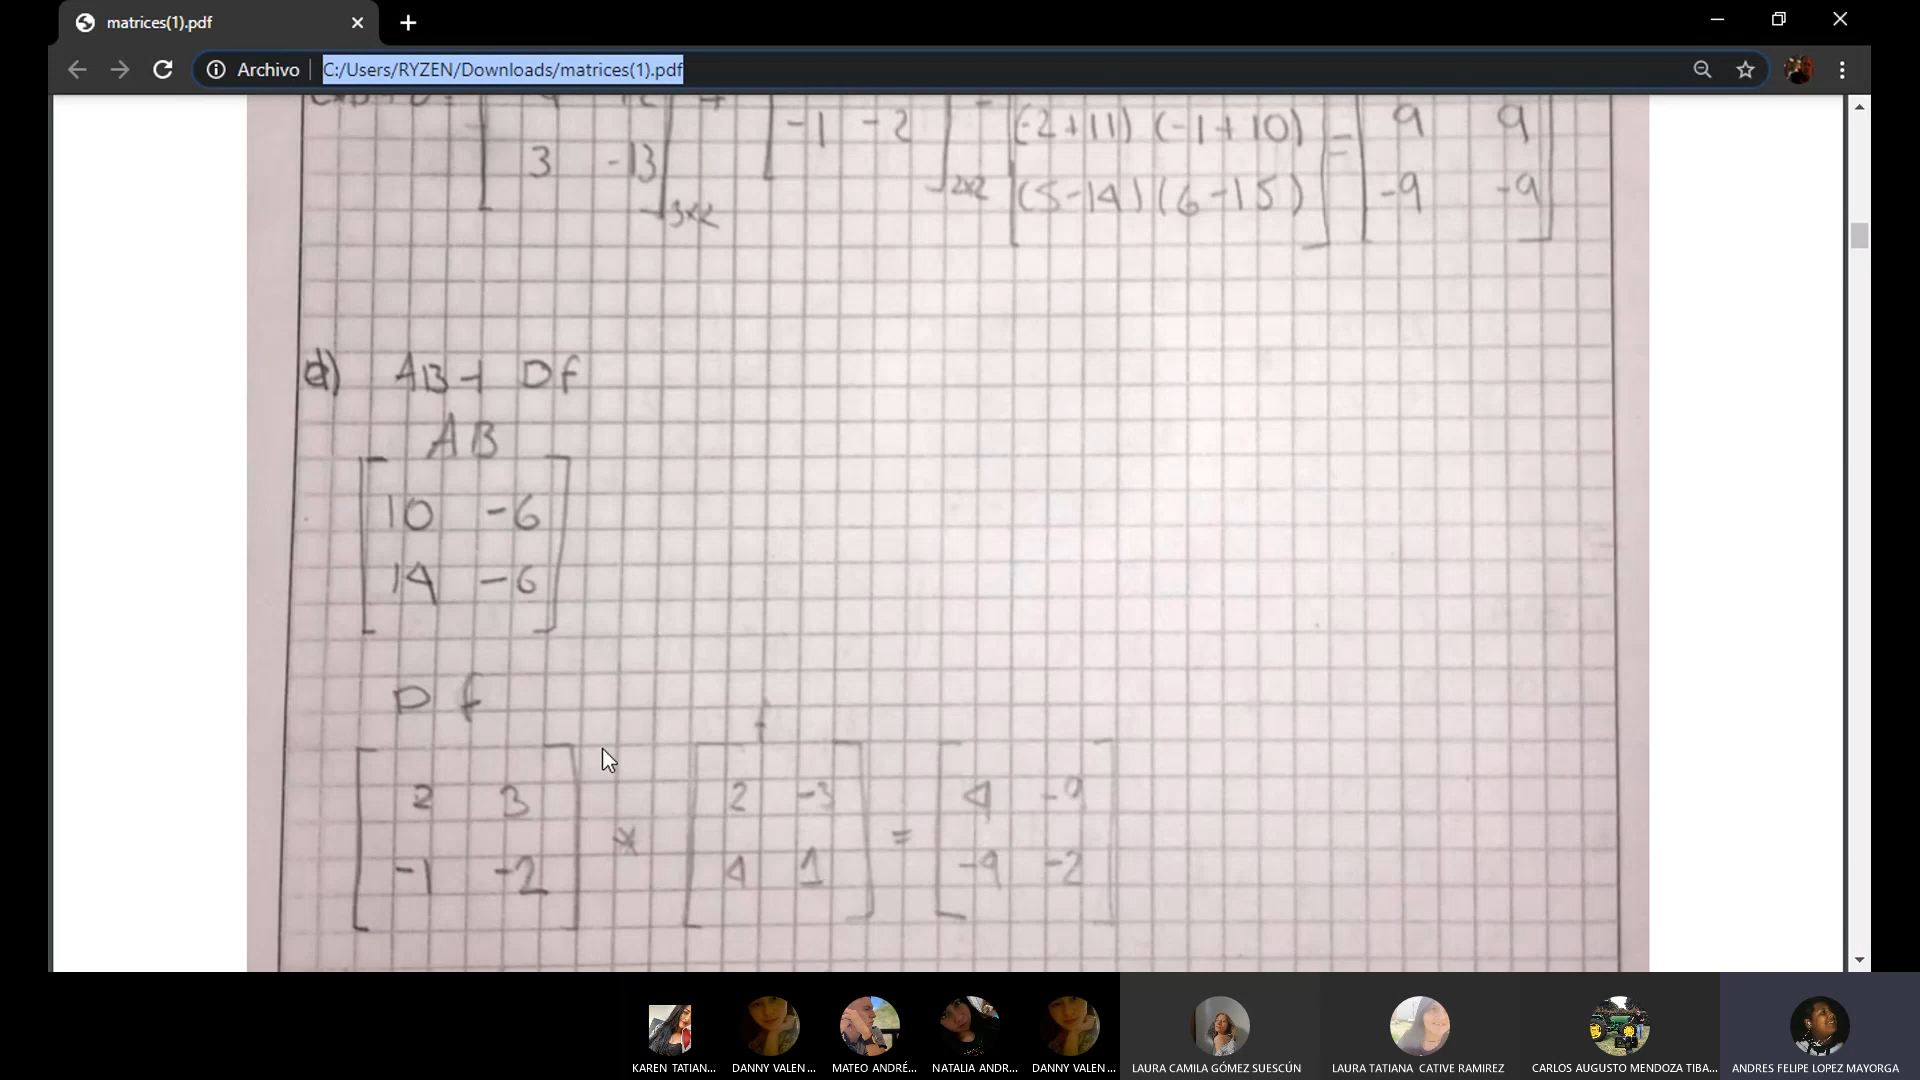 matrices(1).pdf
Archivo C:/Users/RYZEN/Downloads/matrices(1).pdf
-1 -2 (-2+11) (-1+10) = 9 9
3 -13 2x2 (5-14) (6-15) -9 -9
3x2
d) AB+ Df
AB
10 -6
14 -6
D f
f
2 3 * 2 -3 = 4 -9
-1 -2 4 1 -4 -2
KAREN TATIAN... DANNY VALEN... MATEO ANDRÉ... NATALIA ANDR... DANNY VALEN... LAURA CAMILA GÓMEZ SUESCÚN LAURA TATIANA CATIVE RAMIREZ CARLOS AUGUSTO MENDOZA TIBA... ANDRES FELIPE LOPEZ MAYORGA